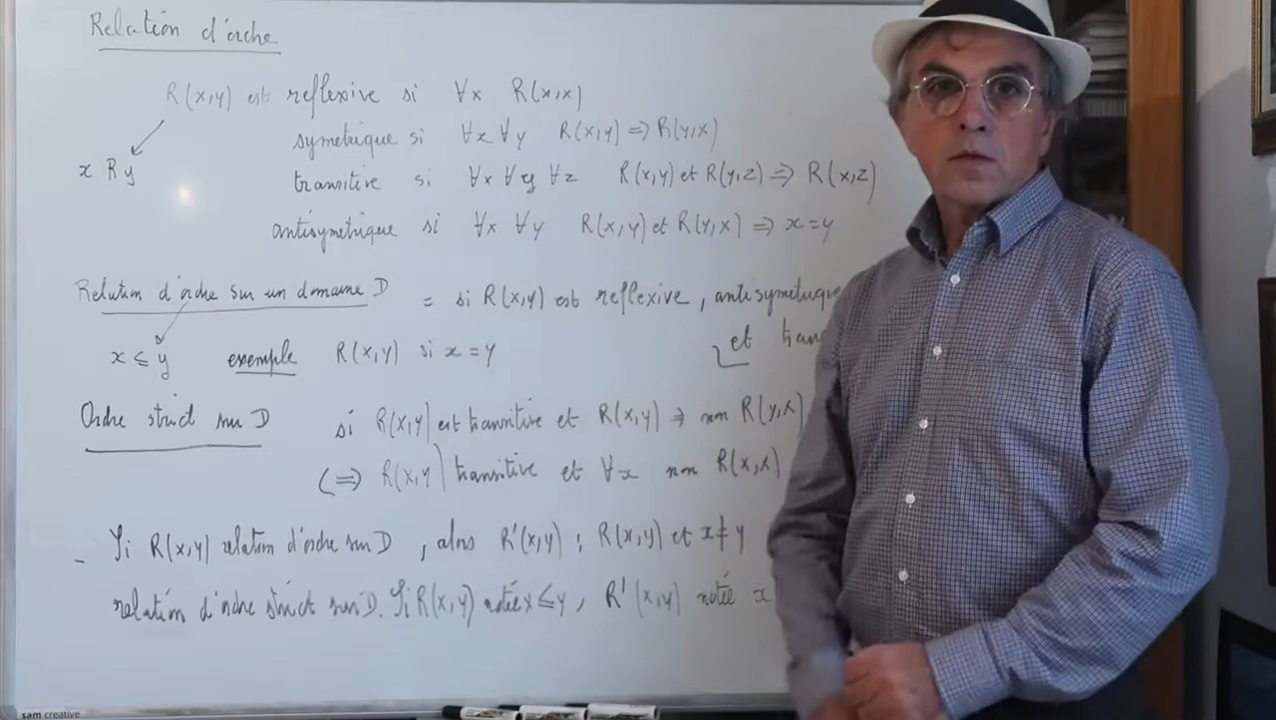 Relation d'ordre
R(x,y) est reflexive si ∀x R(x,x)
symetrique si ∀x ∀y R(x,y) ⇒ R(y,x)
x R y
transitive si ∀x ∀y ∀z R(x,y) et R(y,z) ⇒ R(x,z)
antisymetrique si ∀x ∀y R(x,y) et R(y,x) ⇒ x=y
Relation d'ordre sur un domaine D = si R(x,y) est reflexive, antisymetrique
et
x ≤ y exemple R(x,y) si x=y
Ordre strict sur D si R(x,y) est transitive et R(x,y) ⇒ non R(y,x)
(⇒) R(x,y) transitive et ∀x non R(x,x)
- Si R(x,y) relation d'ordre sur D, alors R'(x,y) : R(x,y) et x≠y
relation d'ordre strict sur D. Si R(x,y) notée x≤y, R'(x,y) notée x
sam creative